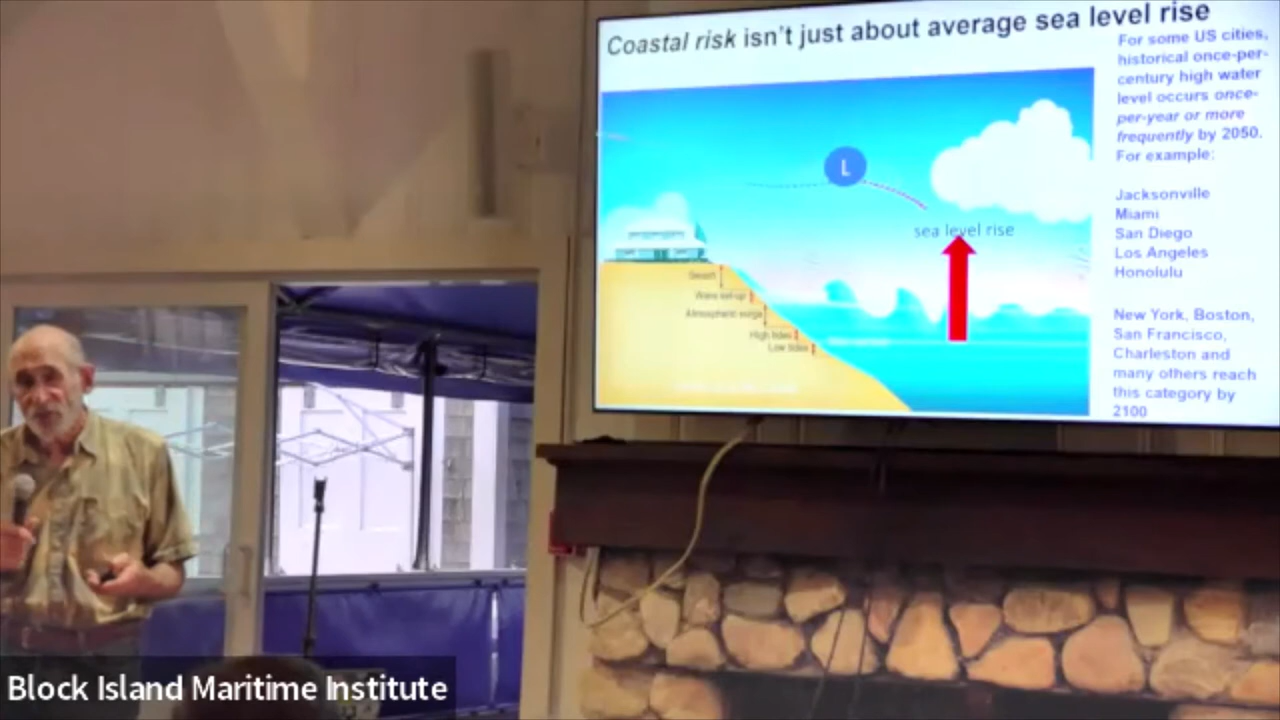 Coastal risk isn't just about average sea level rise
For some US cities,
historical once-per-
century high water
level occurs once-
per-year or more
frequently by 2050.
For example:
Jacksonville
Miami
San Diego
Los Angeles
Honolulu
New York, Boston,
San Francisco,
Charleston and
many others reach
this category by
2100
L
sea level rise
Swash
Wave set-up
Atmospheric surge
High tides
Low tides
Block Island Maritime Institute